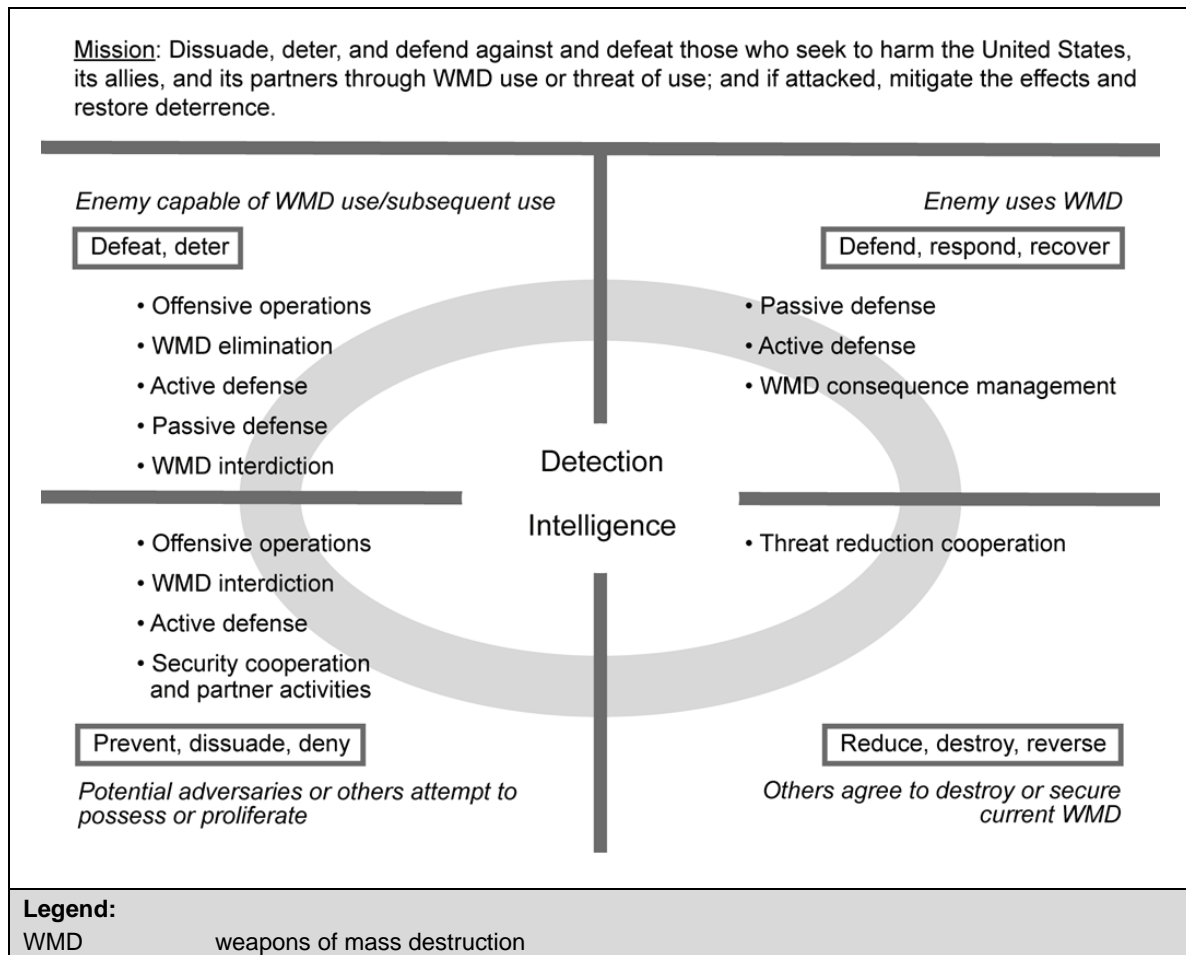 Mission: Dissuade, deter, and defend against and defeat those who seek to harm the United States,
its allies, and its partners through WMD use or threat of use; and if attacked, mitigate the effects and
restore deterrence.
Enemy capable of WMD use/subsequent use
Defeat, deter
• Offensive operations
• WMD elimination
• Active defense
• Passive defense
• WMD interdiction
Enemy uses WMD
Defend, respond, recover
• Passive defense
• Active defense
• WMD consequence management
Detection
Intelligence
• Offensive operations
• WMD interdiction
• Active defense
• Security cooperation
and partner activities
Prevent, dissuade, deny
Potential adversaries or others attempt to
possess or proliferate
• Threat reduction cooperation
Reduce, destroy, reverse
Others agree to destroy or secure
current WMD
Legend:
WMD weapons of mass destruction